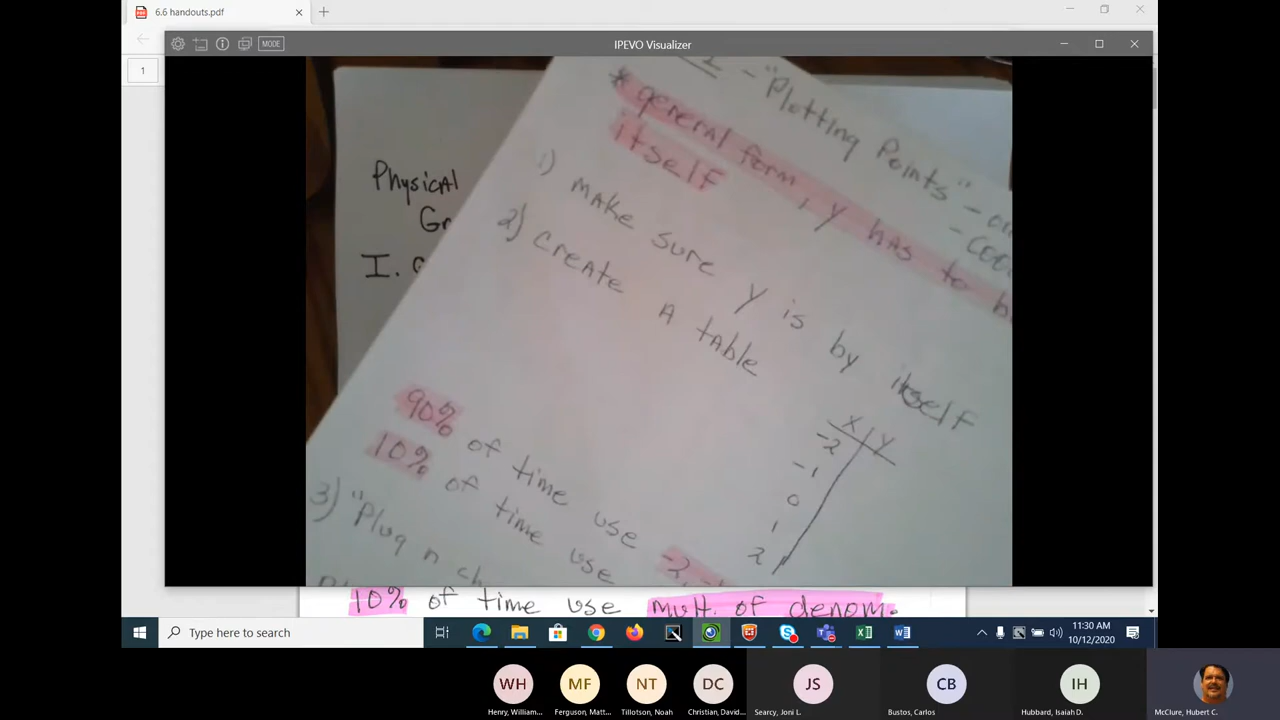 6.6 handouts.pdf
IPEVO Visualizer
MODE
1
- "Plotting Points" -
* general form, y has to
itself
Physical
1) make sure y is by itself
2) create a table
I.
X Y
-2
-1
0
1
2
90% of time use -2,
10% of time use
3) "Plug n
10% of time use mult. of denom.
Type here to search
11:30 AM
10/12/2020
WH
MF
NT
DC
JS
CB
IH
Henry, William...
Ferguson, Matt...
Tillotson, Noah
Christian, David...
Searcy, Joni L.
Bustos, Carlos
Hubbard, Isaiah D.
McClure, Hubert C.